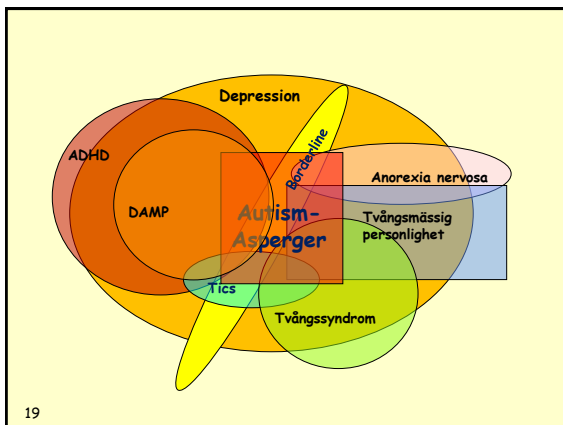 Depression
ADHD
Borderline
Anorexia nervosa
DAMP
Autism-
Asperger
Tvångsmässig
personlighet
Tics
Tvångssyndrom
19